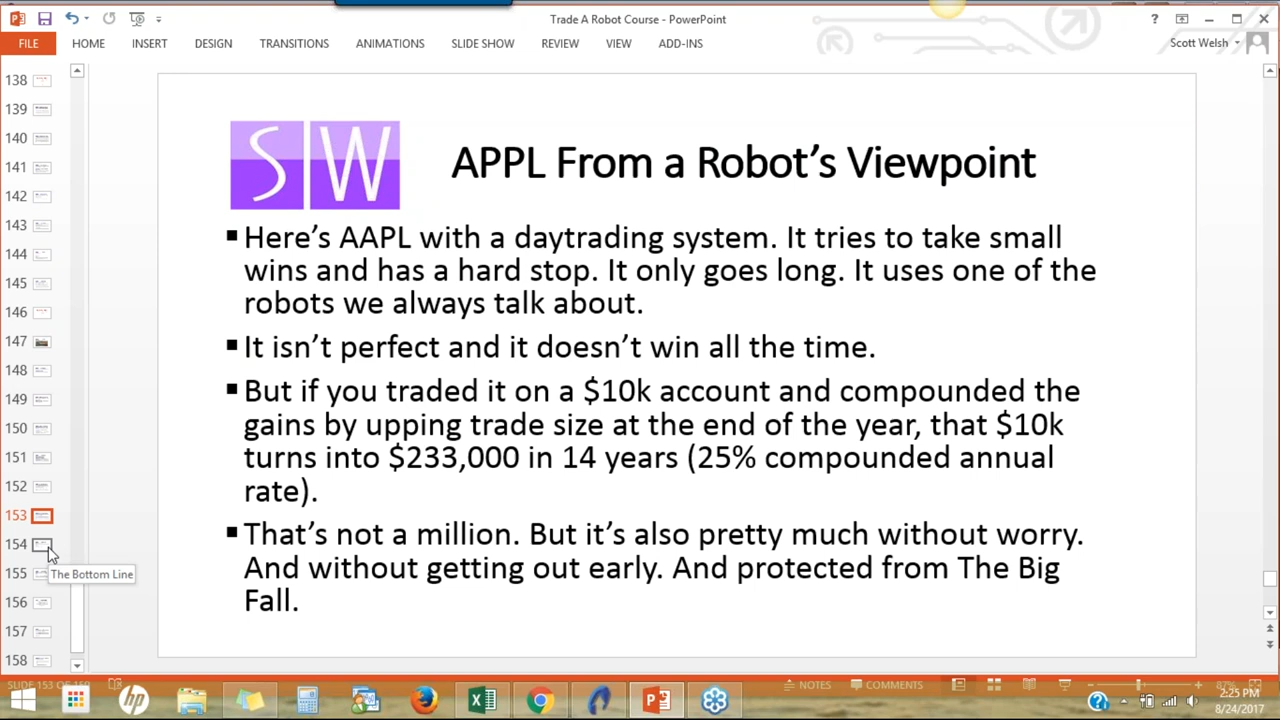 Trade A Robot Course - PowerPoint
?
FILE HOME INSERT DESIGN TRANSITIONS ANIMATIONS SLIDE SHOW REVIEW VIEW ADD-INS
Scott Welsh
138
139
140
141
142
143
144
145
146
147
148
149
150
151
152
153
154
155
156
157
158
The Bottom Line
SW
APPL From a Robot’s Viewpoint
▪ Here’s AAPL with a daytrading system. It tries to take small
wins and has a hard stop. It only goes long. It uses one of the
robots we always talk about.
▪ It isn’t perfect and it doesn’t win all the time.
▪ But if you traded it on a $10k account and compounded the
gains by upping trade size at the end of the year, that $10k
turns into $233,000 in 14 years (25% compounded annual
rate).
▪ That’s not a million. But it’s also pretty much without worry.
And without getting out early. And protected from The Big
Fall.
NOTES COMMENTS
hp
2:25 PM
8/24/2017